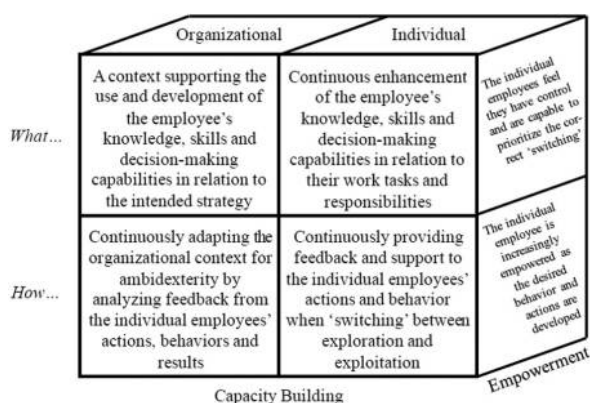 Organizational
Individual
What…
A context supporting the
use and development of
the employee's
knowledge, skills and
decision-making
capabilities in relation to
the intended strategy
Continuous enhancement
of the employee's
knowledge, skills and
decision-making
capabilities in relation to
their work tasks and
responsibilities
The individual
employees feel
they have control
and are capable to
prioritize the cor-
rect 'switching'
How…
Continuously adapting the
organizational context for
ambidexterity by
analyzing feedback from
the individual employees'
actions, behaviors and
results
Continuously providing
feedback and support to
the individual employees'
actions and behavior
when 'switching' between
exploration and
exploitation
The individual
employee is
increasingly
empowered as
the desired
behavior and
actions are
developed
Capacity Building
Empowerment